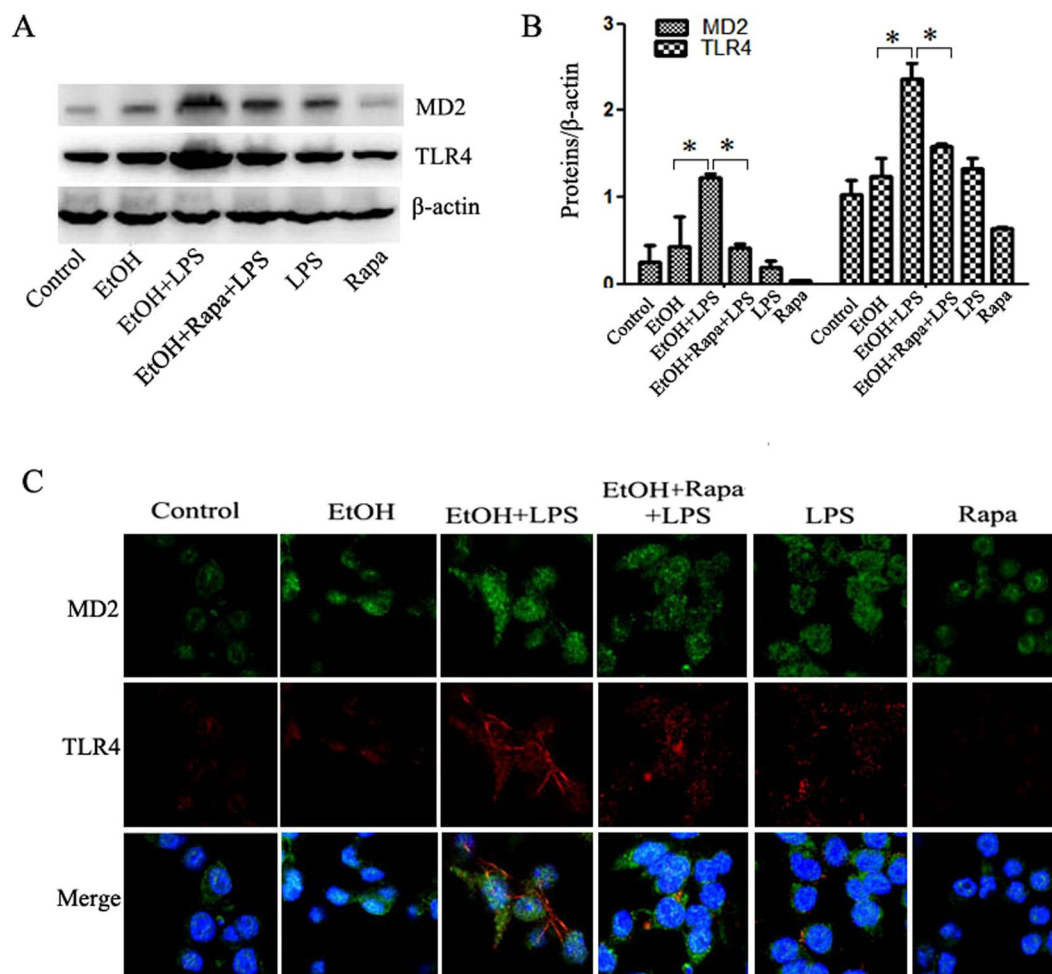 A
MD2
TLR4
β-actin
Control
EtOH
EtOH+LPS
EtOH+Rapa+LPS
LPS
Rapa
B
Proteins/β-actin
3
2
1
0
MD2
TLR4
*
*
*
*
Control
EtOH
EtOH+LPS
EtOH+Rapa+LPS
LPS
Rapa
Control
EtOH
EtOH+LPS
EtOH+Rapa+LPS
LPS
Rapa
C
Control
EtOH
EtOH+LPS
EtOH+Rapa
+LPS
LPS
Rapa
MD2
TLR4
Merge